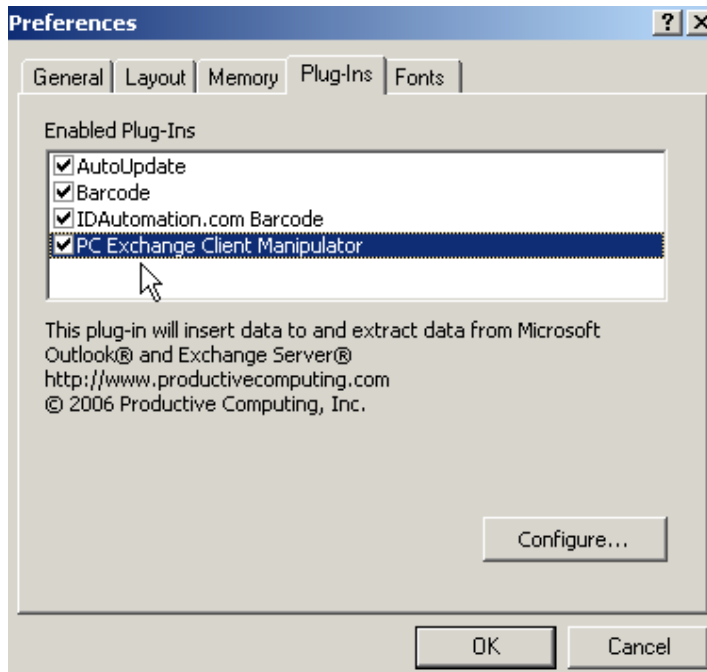 Preferences
General Layout Memory Plug-Ins Fonts
Enabled Plug-Ins
AutoUpdate
Barcode
IDAutomation.com Barcode
PC Exchange Client Manipulator
This plug-in will insert data to and extract data from Microsoft
Outlook® and Exchange Server®
http://www.productivecomputing.com
© 2006 Productive Computing, Inc.
Configure...
OK Cancel